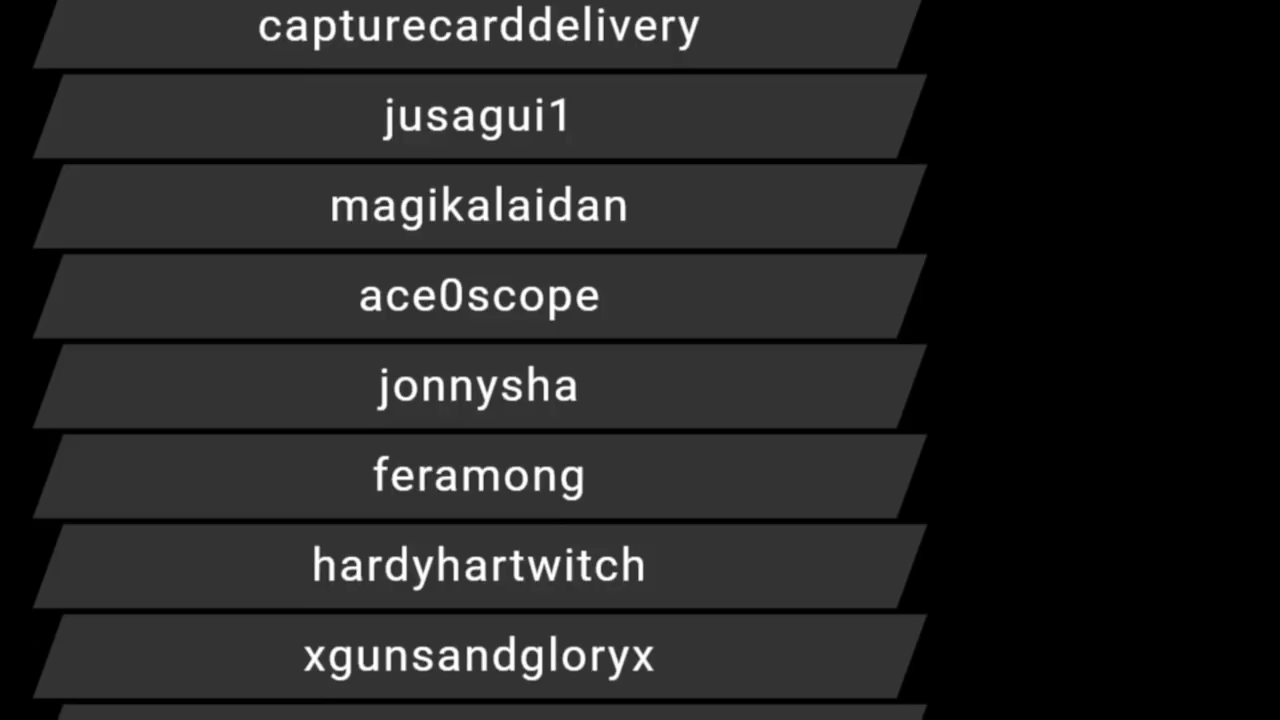 capturecarddelivery
jusagui1
magikalaidan
ace0scope
jonnysha
feramong
hardyhartwitch
xgunsandgloryx